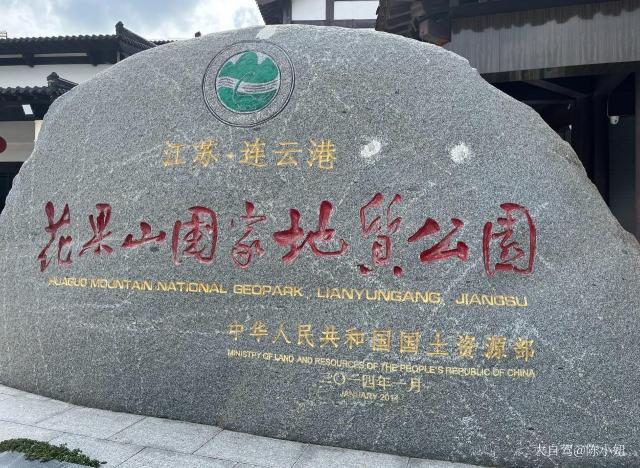 江苏·连云港
花果山国家地質公園
HUAGUO MOUNTAIN NATIONAL GEOPARK, LIANYUNGANG, JIANGSU
中华人民共和国国土资源部
MINISTRY OF LAND AND RESOURCES OF THE PEOPLE'S REPUBLIC OF CHINA
二〇一四年一月
JANUARY 2014
大自驾@陈小妞